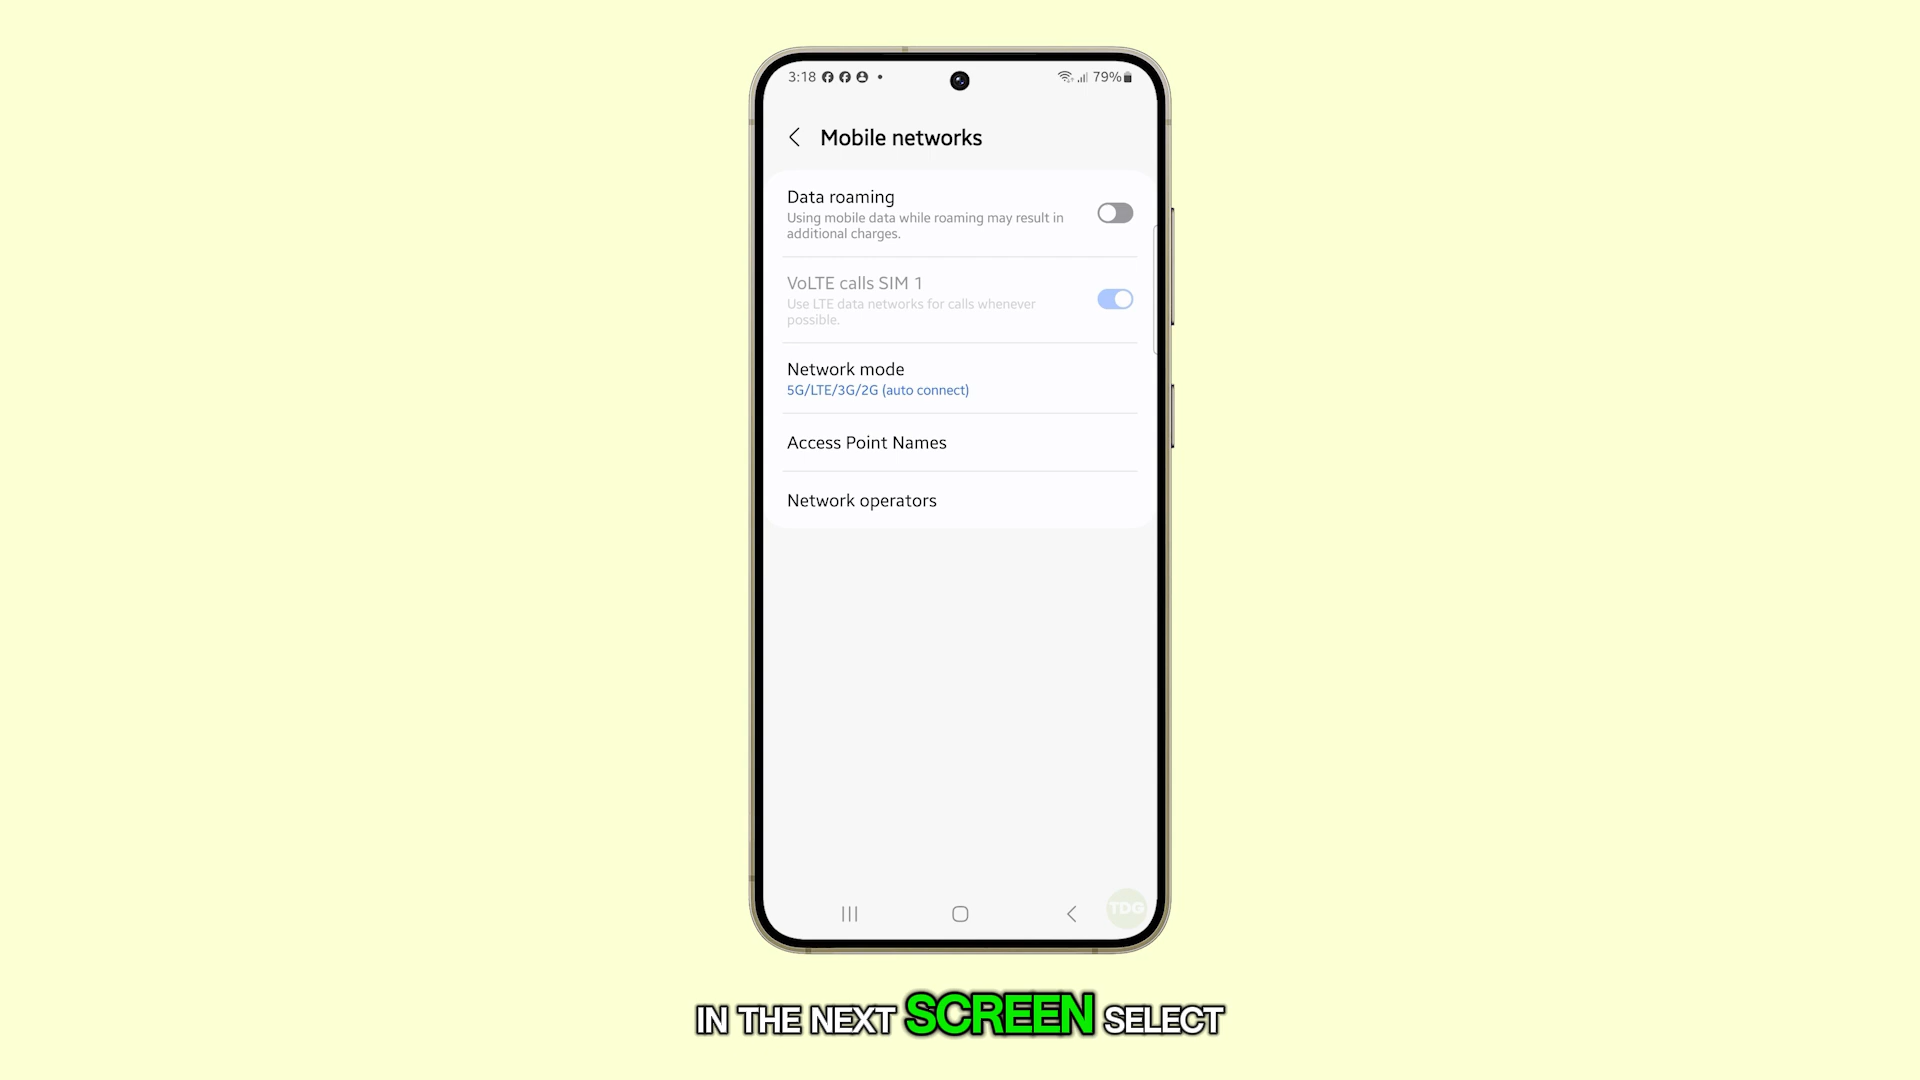 3:18
79%
Mobile networks
Data roaming
Using mobile data while roaming may result in
additional charges.
VoLTE calls SIM 1
Use LTE data networks for calls whenever
possible.
Network mode
5G/LTE/3G/2G (auto connect)
Access Point Names
Network operators
TDG
IN THE NEXT SCREEN SELECT